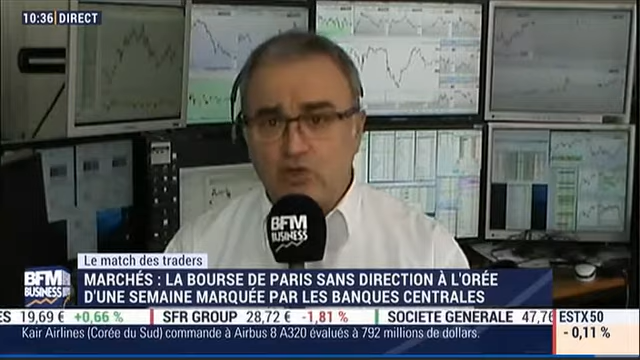 10:36 DIRECT
BFM
BUSINESS
Le match des traders
MARCHÉS : LA BOURSE DE PARIS SANS DIRECTION À L'ORÉE
D'UNE SEMAINE MARQUÉE PAR LES BANQUES CENTRALES
BFM
BUSINESS
ES 19,69 € +0,66 % SFR GROUP 28,72 € -1,81 % SOCIETE GENERALE 47,76
ESTX50
- 0,11 %
Kair Airlines (Corée du Sud) commande à Airbus 8 A320 évalués à 792 millions de dollars.